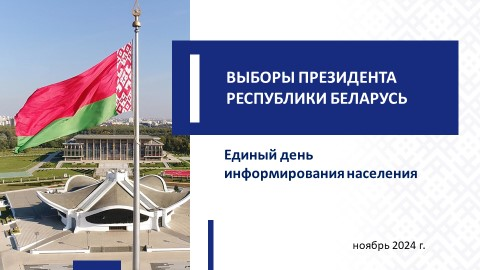 ВЫБОРЫ ПРЕЗИДЕНТА
РЕСПУБЛИКИ БЕЛАРУСЬ
Единый день
информирования населения
ноябрь 2024 г.